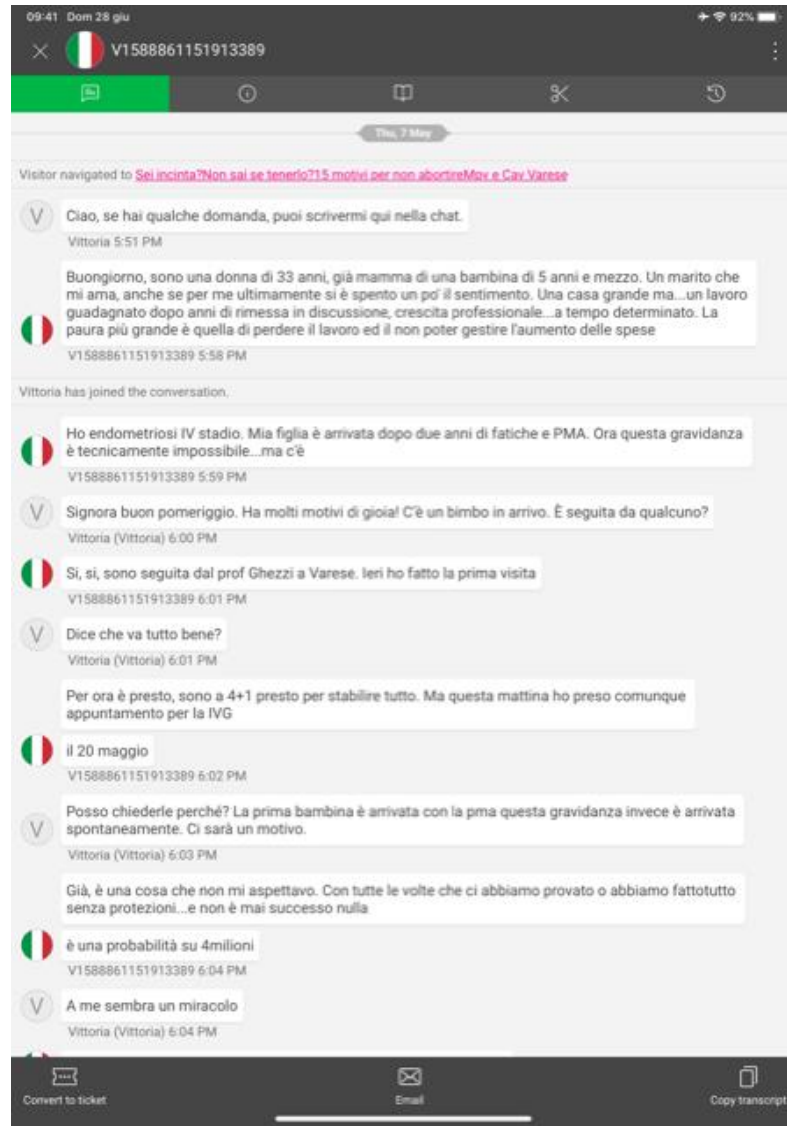 09:41 Dom 28 giu
92%
V1588861151913389
Thu, 7 May
Visitor navigated to Sei incinta?Non sai se tenerlo?15 motivi per non abortireMpv e Cav Varese
V
Ciao, se hai qualche domanda, puoi scrivermi qui nella chat.
Vittoria 5:51 PM
Buongiorno, sono una donna di 33 anni, già mamma di una bambina di 5 anni e mezzo. Un marito che
mi ama, anche se per me ultimamente si è spento un po' il sentimento. Una casa grande ma...un lavoro
guadagnato dopo anni di rimessa in discussione, crescita professionale...a tempo determinato. La
paura più grande è quella di perdere il lavoro ed il non poter gestire l'aumento delle spese
V1588861151913389 5:58 PM
Vittoria has joined the conversation.
Ho endometriosi IV stadio. Mia figlia è arrivata dopo due anni di fatiche e PMA. Ora questa gravidanza
è tecnicamente impossibile...ma c'è
V1588861151913389 5:59 PM
V
Signora buon pomeriggio. Ha molti motivi di gioia! C'è un bimbo in arrivo. È seguita da qualcuno?
Vittoria (Vittoria) 6:00 PM
Si, si, sono seguita dal prof Ghezzi a Varese. Ieri ho fatto la prima visita
V1588861151913389 6:01 PM
V
Dice che va tutto bene?
Vittoria (Vittoria) 6:01 PM
Per ora è presto, sono a 4+1 presto per stabilire tutto. Ma questa mattina ho preso comunque
appuntamento per la IVG
il 20 maggio
V1588861151913389 6:02 PM
Posso chiederle perché? La prima bambina è arrivata con la pma questa gravidanza invece è arrivata
V
spontaneamente. Ci sarà un motivo.
Vittoria (Vittoria) 6:03 PM
Già, è una cosa che non mi aspettavo. Con tutte le volte che ci abbiamo provato o abbiamo fattotutto
senza protezioni...e non è mai successo nulla
è una probabilità su 4milioni
V1588861151913389 6:04 PM
V
A me sembra un miracolo
Vittoria (Vittoria) 6:04 PM
Convert to ticket
Email
Copy transcript